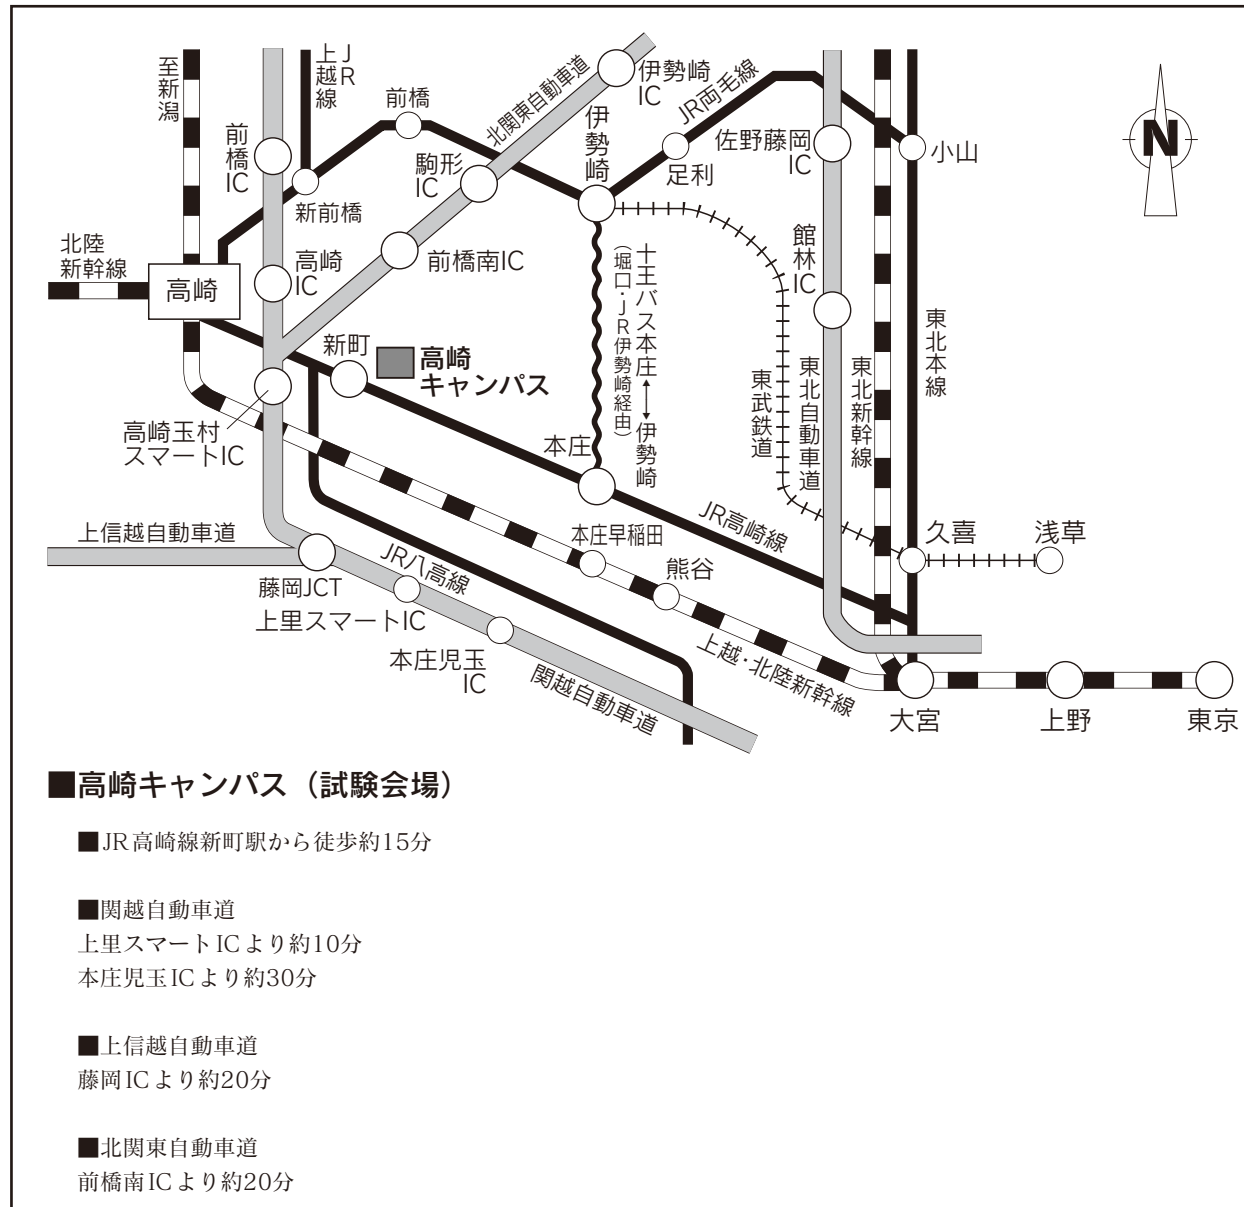 至新潟
JR
上越線
前橋
北関東自動車道
伊勢崎
IC
JR両毛線
前橋
IC
駒形
IC
伊勢崎
足利
佐野藤岡
IC
小山
N
新前橋
北陸
新幹線
高崎
高崎
IC
前橋南IC
十王バス本庄⟷伊勢崎
（堀口・JR伊勢崎経由）
館林
IC
東北本線
新町
高崎
キャンパス
東武鉄道
東北自動車道
東北新幹線
高崎玉村
スマートIC
本庄
JR高崎線
上信越自動車道
本庄早稲田
久喜
浅草
藤岡JCT
JR八高線
熊谷
上里スマートIC
本庄児玉
IC
関越自動車道
上越・北陸新幹線
大宮
上野
東京
■高崎キャンパス（試験会場）
■JR高崎線新町駅から徒歩約15分
■関越自動車道
上里スマートICより約10分
本庄児玉ICより約30分
■上信越自動車道
藤岡ICより約20分
■北関東自動車道
前橋南ICより約20分